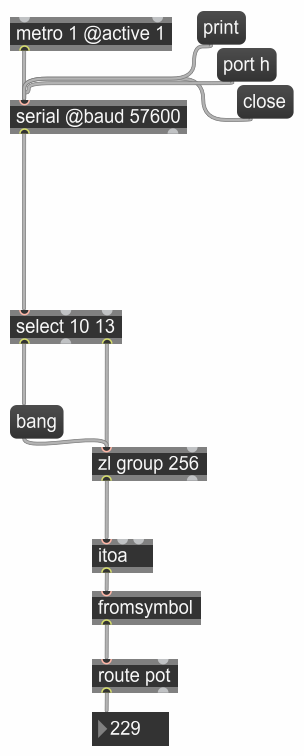 print
metro 1 @active 1
port h
close
serial @baud 57600
select 10 13
bang
zl group 256
itoa
fromsymbol
route pot
229